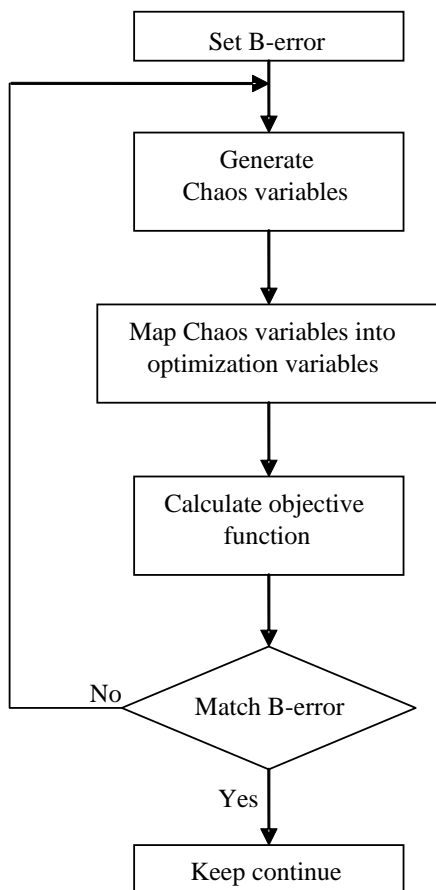 Set B-error
Generate
Chaos variables
Map Chaos variables into
optimization variables
Calculate objective
function
No
Match B-error
Yes
Keep continue